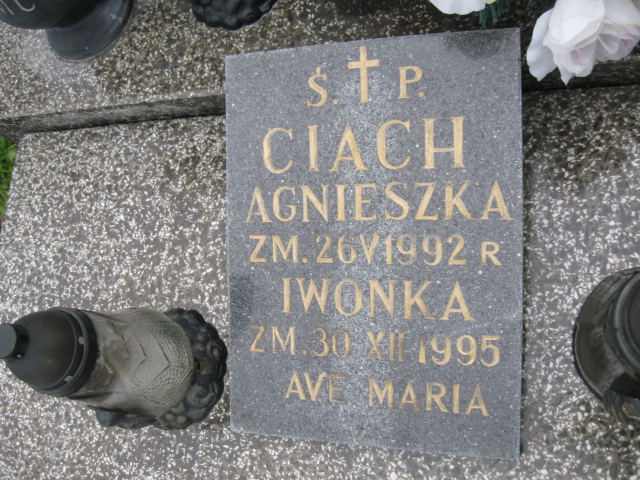 Ś. P.
CIACH
AGNIESZKA
ZM. 26 V 1992 R
IWONKA
ZM. 30 XII 1995
AVE MARIA